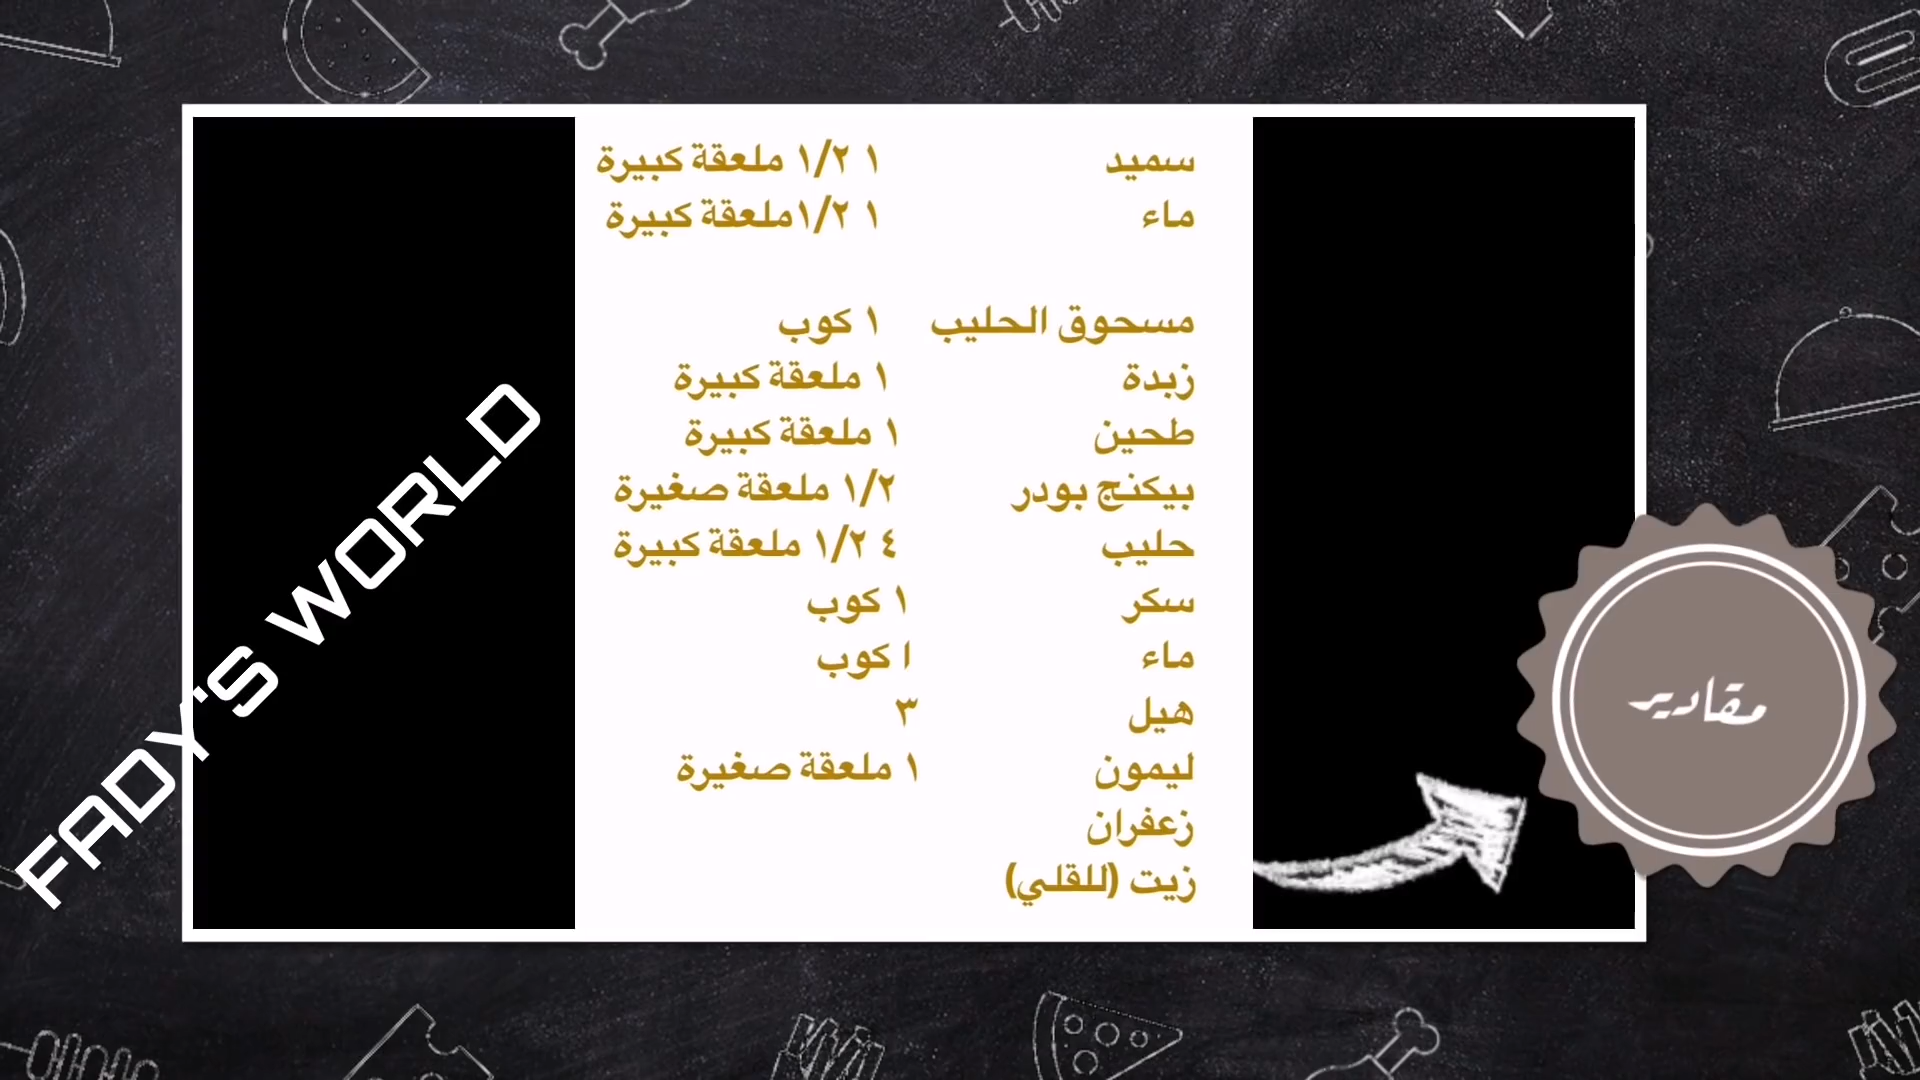 سميد ١ ١/٢ ملعقة كبيرة
ماء ١ ١/٢ملعقة كبيرة
مسحوق الحليب ١ كوب
زبدة ١ ملعقة كبيرة
طحين ١ ملعقة كبيرة
بيكنج بودر ١/٢ ملعقة صغيرة
حليب ٤ ١/٢ ملعقة كبيرة
سكر ١ كوب
ماء ا كوب
هيل ٣
ليمون ١ ملعقة صغيرة
زعفران
زيت (للقلي)
مقادير
FADY'S WORLD